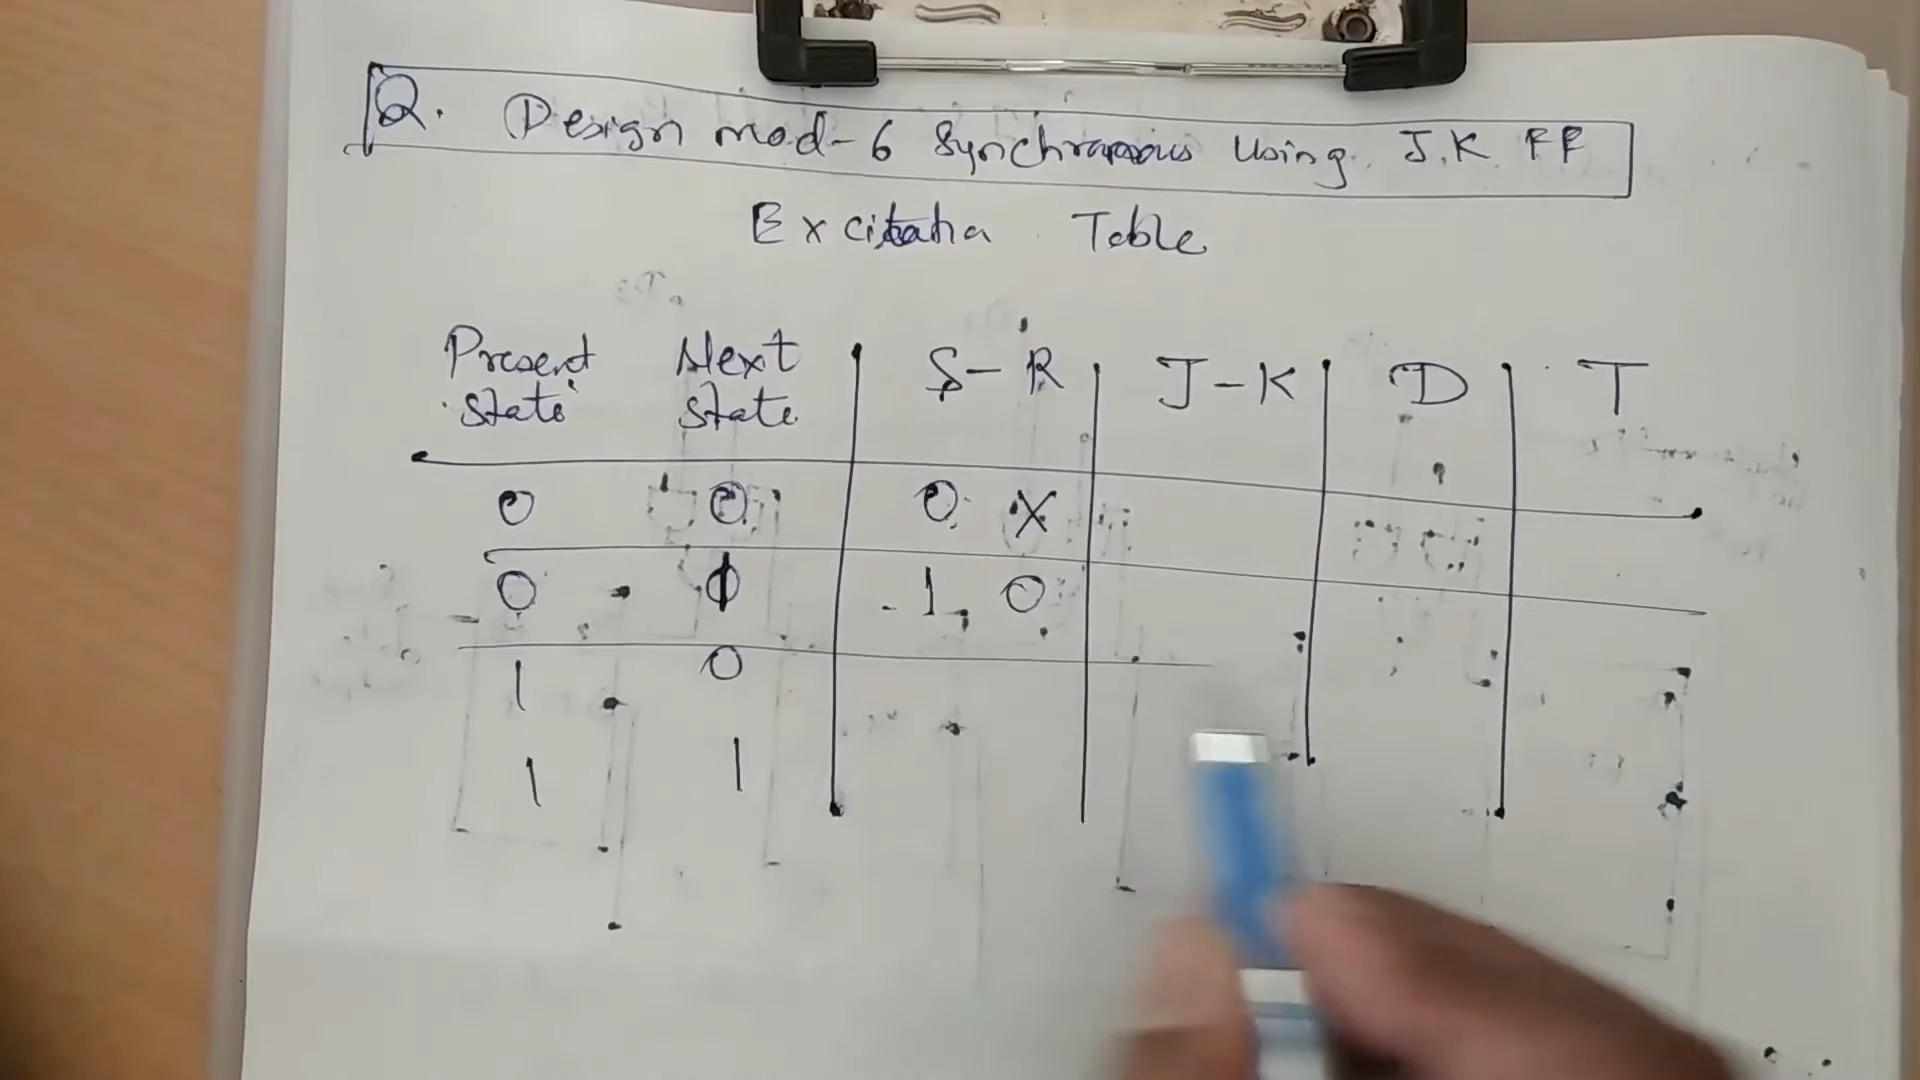 Q. Design mod-6 Synchronous Using J.K FF
Excitation Table
Present state Next state S-R J-K D T
0 0 0 X
0 1 1 0
1 0
1 1